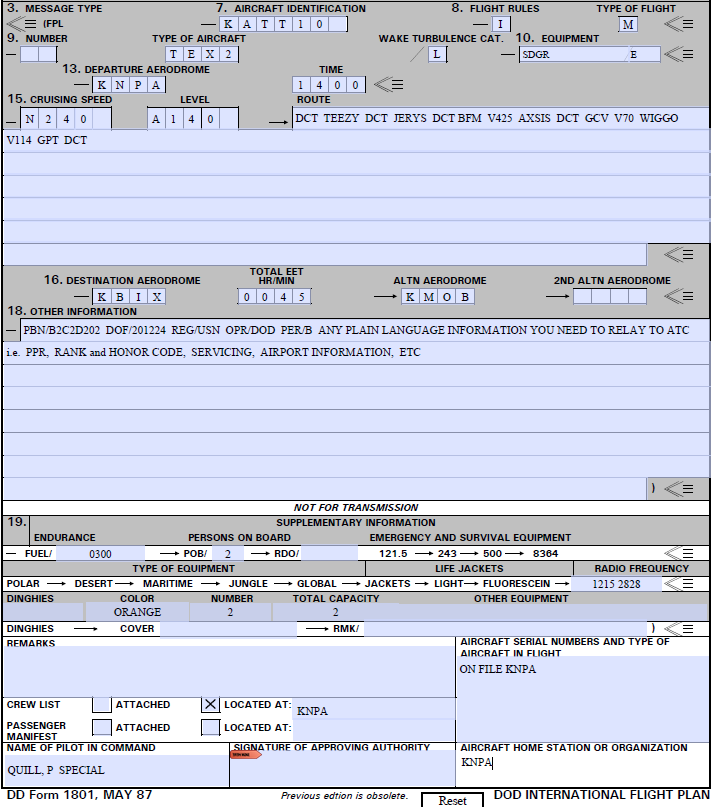 3. MESSAGE TYPE 7. AIRCRAFT IDENTIFICATION 8. FLIGHT RULES TYPE OF FLIGHT
(FPL — K A T T 1 0 — I M
9. NUMBER TYPE OF AIRCRAFT WAKE TURBULENCE CAT. 10. EQUIPMENT
— T E X 2 / L — SDGR / E
13. DEPARTURE AERODROME TIME
— K N P A 1 4 0 0
15. CRUISING SPEED LEVEL ROUTE
— N 2 4 0 A 1 4 0 → DCT TEEZY DCT JERYS DCT BFM V425 AXSIS DCT GCV V70 WIGGO
V114 GPT DCT
16. DESTINATION AERODROME TOTAL EET HR/MIN ALTN AERODROME 2ND ALTN AERODROME
— K B I X 0 0 4 5 → K M O B →
18. OTHER INFORMATION
— PBN/B2C2D202 DOF/201224 REG/USN OPR/DOD PER/B ANY PLAIN LANGUAGE INFORMATION YOU NEED TO RELAY TO ATC
i.e. PPR, RANK and HONOR CODE, SERVICING, AIRPORT INFORMATION, ETC
)
NOT FOR TRANSMISSION
19. SUPPLEMENTARY INFORMATION
ENDURANCE PERSONS ON BOARD EMERGENCY AND SURVIVAL EQUIPMENT
— FUEL/ 0300 → POB/ 2 → RDO/ 121.5 → 243 → 500 → 8364
TYPE OF EQUIPMENT LIFE JACKETS RADIO FREQUENCY
POLAR → DESERT → MARITIME → JUNGLE → GLOBAL → JACKETS → LIGHT → FLUORESCEIN → 1215 2828
DINGHIES COLOR NUMBER TOTAL CAPACITY OTHER EQUIPMENT
ORANGE 2 2
DINGHIES → COVER → RMK/ )
REMARKS AIRCRAFT SERIAL NUMBERS AND TYPE OF
AIRCRAFT IN FLIGHT
ON FILE KNPA
CREW LIST ATTACHED X LOCATED AT: KNPA
PASSENGER MANIFEST ATTACHED LOCATED AT:
NAME OF PILOT IN COMMAND SIGNATURE OF APPROVING AUTHORITY AIRCRAFT HOME STATION OR ORGANIZATION
QUILL, P SPECIAL KNPA
DD Form 1801, MAY 87 Previous edtion is obsolete. Reset DOD INTERNATIONAL FLIGHT PLAN